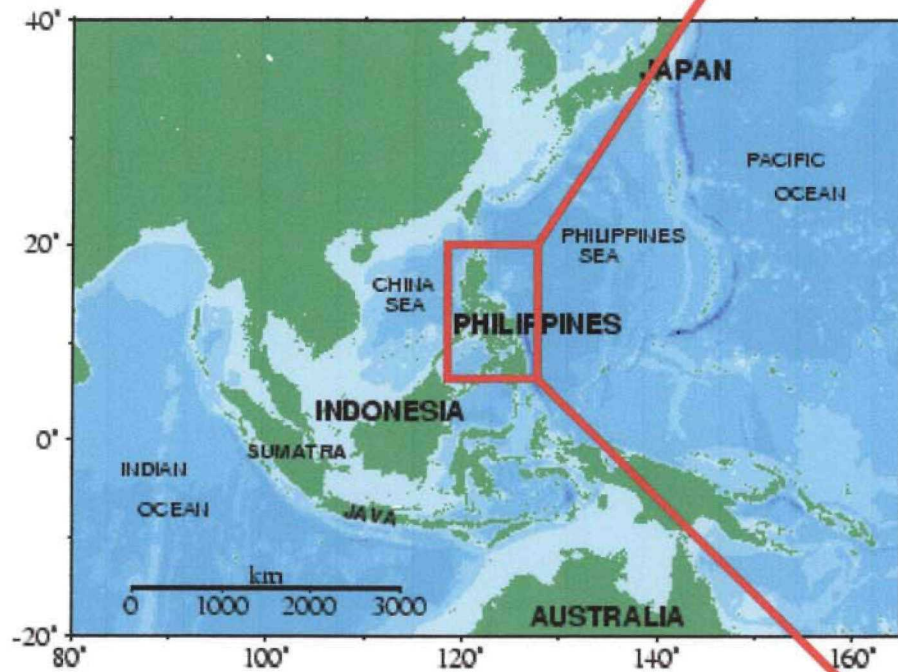 40°
JAPAN
PACIFIC
OCEAN
20°
PHILIPPINES
SEA
CHINA
SEA
PHILIPPINES
INDONESIA
0°
SUMATRA
INDIAN
OCEAN
JAVA
km
0 1000 2000 3000
AUSTRALIA
-20°
80° 100° 120° 140° 160°